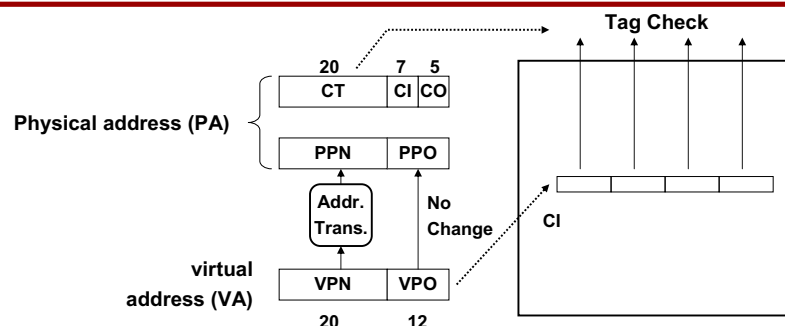 Tag Check
20 7 5
CT CI CO
Physical address (PA)
PPN PPO
Addr.
Trans.
No
Change
CI
virtual
address (VA)
VPN VPO
20 12